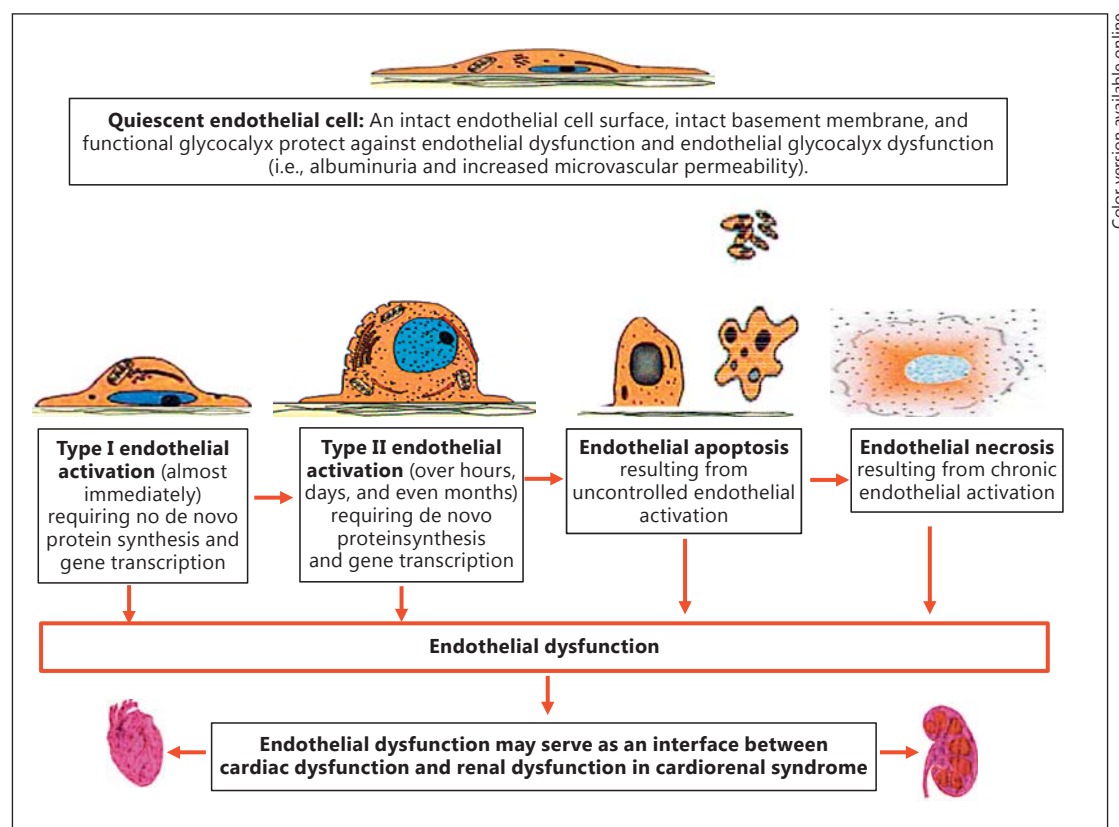 Color version available online
Quiescent endothelial cell: An intact endothelial cell surface, intact basement membrane, and
functional glycocalyx protect against endothelial dysfunction and endothelial glycocalyx dysfunction
(i.e., albuminuria and increased microvascular permeability).
Type I endothelial
activation (almost
immediately)
requiring no de novo
protein synthesis and
gene transcription
Type II endothelial
activation (over hours,
days, and even months)
requiring de novo
proteinsynthesis
and gene transcription
Endothelial apoptosis
resulting from
uncontrolled endothelial
activation
Endothelial necrosis
resulting from chronic
endothelial activation
Endothelial dysfunction
Endothelial dysfunction may serve as an interface between
cardiac dysfunction and renal dysfunction in cardiorenal syndrome